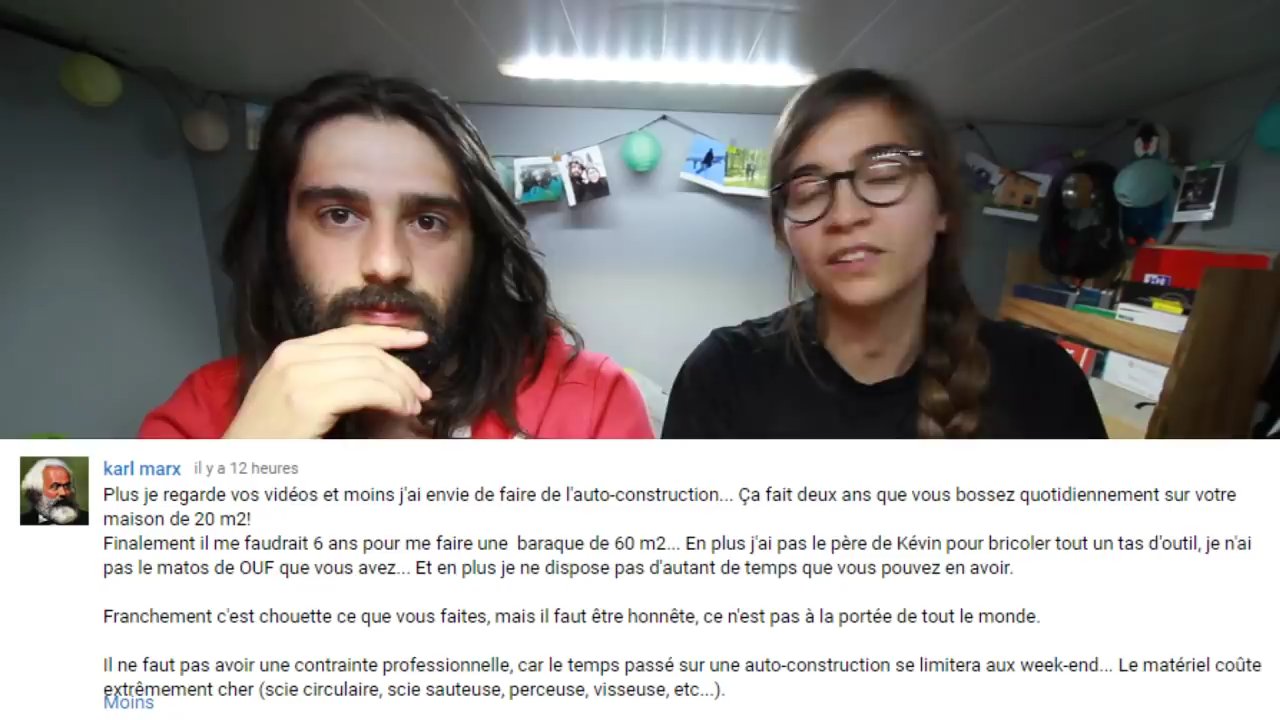 karl marx il y a 12 heures
Plus je regarde vos vidéos et moins j'ai envie de faire de l'auto-construction... Ça fait deux ans que vous bossez quotidiennement sur votre
maison de 20 m2!
Finalement il me faudrait 6 ans pour me faire une  baraque de 60 m2... En plus j'ai pas le père de Kévin pour bricoler tout un tas d'outil, je n'ai
pas le matos de OUF que vous avez... Et en plus je ne dispose pas d'autant de temps que vous pouvez en avoir.
Franchement c'est chouette ce que vous faites, mais il faut être honnête, ce n'est pas à la portée de tout le monde.
Il ne faut pas avoir une contrainte professionnelle, car le temps passé sur une auto-construction se limitera aux week-end... Le matériel coûte
extrêmement cher (scie circulaire, scie sauteuse, perceuse, visseuse, etc...).
Moins